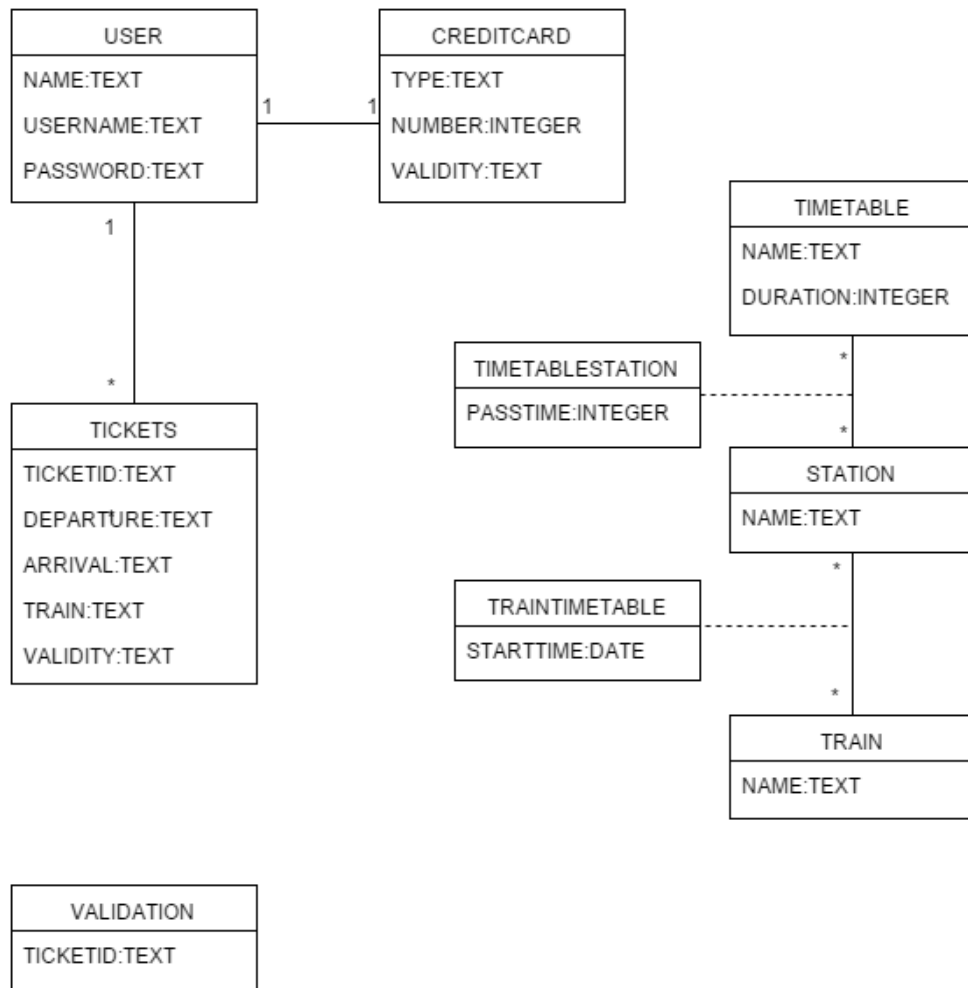 USER
NAME:TEXT
USERNAME:TEXT
PASSWORD:TEXT
1
1
CREDITCARD
TYPE:TEXT
NUMBER:INTEGER
VALIDITY:TEXT
1
*
TICKETS
TICKETID:TEXT
DEPARTURE:TEXT
ARRIVAL:TEXT
TRAIN:TEXT
VALIDITY:TEXT
TIMETABLE
NAME:TEXT
DURATION:INTEGER
*
TIMETABLESTATION
PASSTIME:INTEGER
*
STATION
NAME:TEXT
*
TRAINTIMETABLE
STARTTIME:DATE
*
TRAIN
NAME:TEXT
VALIDATION
TICKETID:TEXT